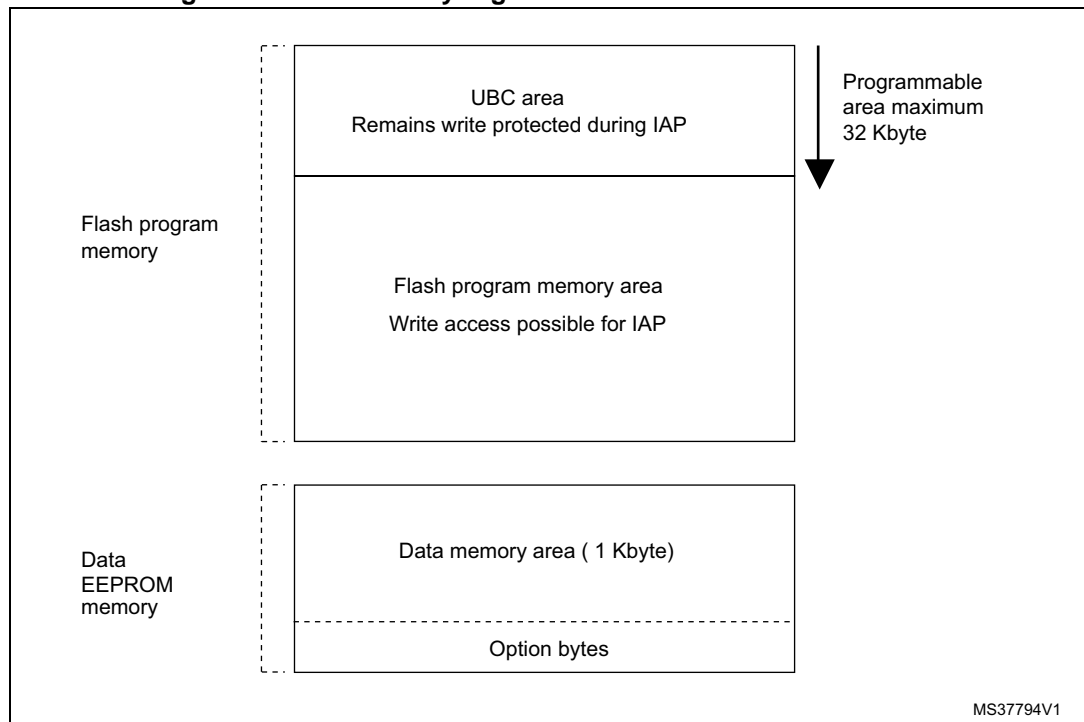 UBC area
Remains write protected during IAP
Programmable
area maximum
32 Kbyte
Flash program
memory
Flash program memory area
Write access possible for IAP
Data
EEPROM
memory
Data memory area ( 1 Kbyte)
Option bytes
MS37794V1